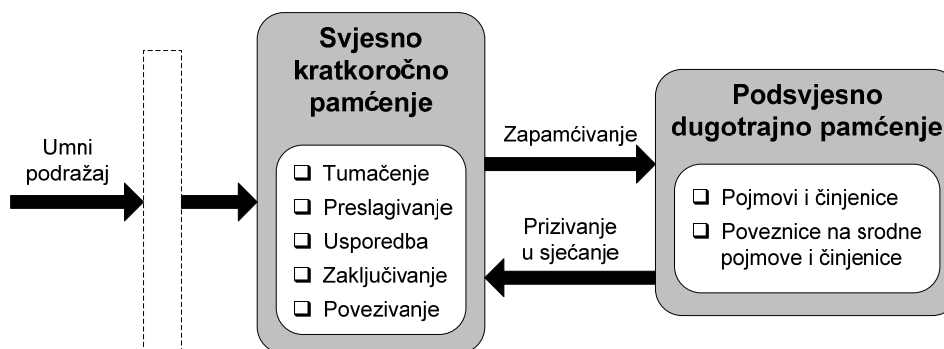 Umni
podražaj
Svjesno
kratkoročno
pamćenje
❑ Tumačenje
❑ Preslagivanje
❑ Usporedba
❑ Zaključivanje
❑ Povezivanje
Zapamćivanje
Prizivanje
u sjećanje
Podsvjesno
dugotrajno pamćenje
❑ Pojmovi i činjenice
❑ Poveznice na srodne
pojmove i činjenice